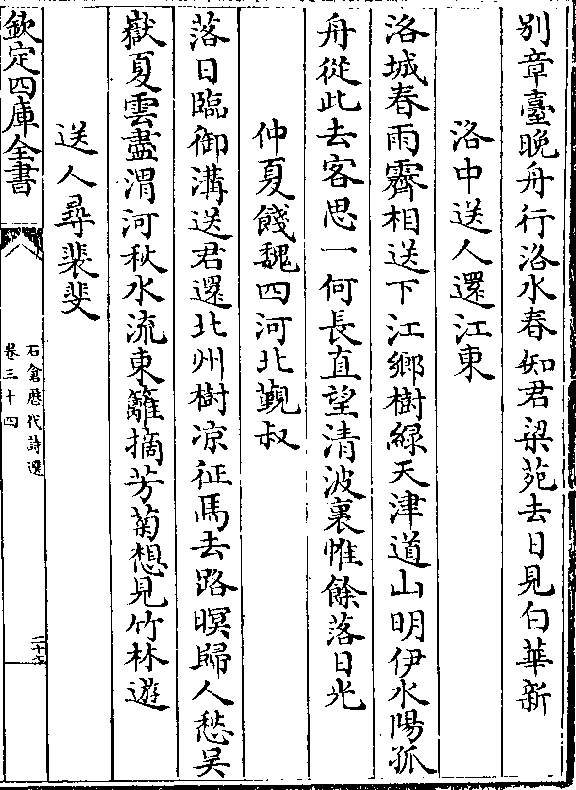 別章臺晚舟行洛水春如君梁苑去日見白華新
洛中送人還江東
洛城春雨霽相送下江鄉樹緑天津道山明伊水陽孤
舟從此去客思一何長直望清波裏惟餘落日光
仲夏餞魏四河北覲叔
落日臨御溝送君還北州樹凉征馬去路暝歸人愁吴
嶽夏雲盡渭河秋水流東籬摘芳菊想見竹林遊
送人尋裴斐
欽定四庫全書
石倉歴代詩選
卷三十四
二十六